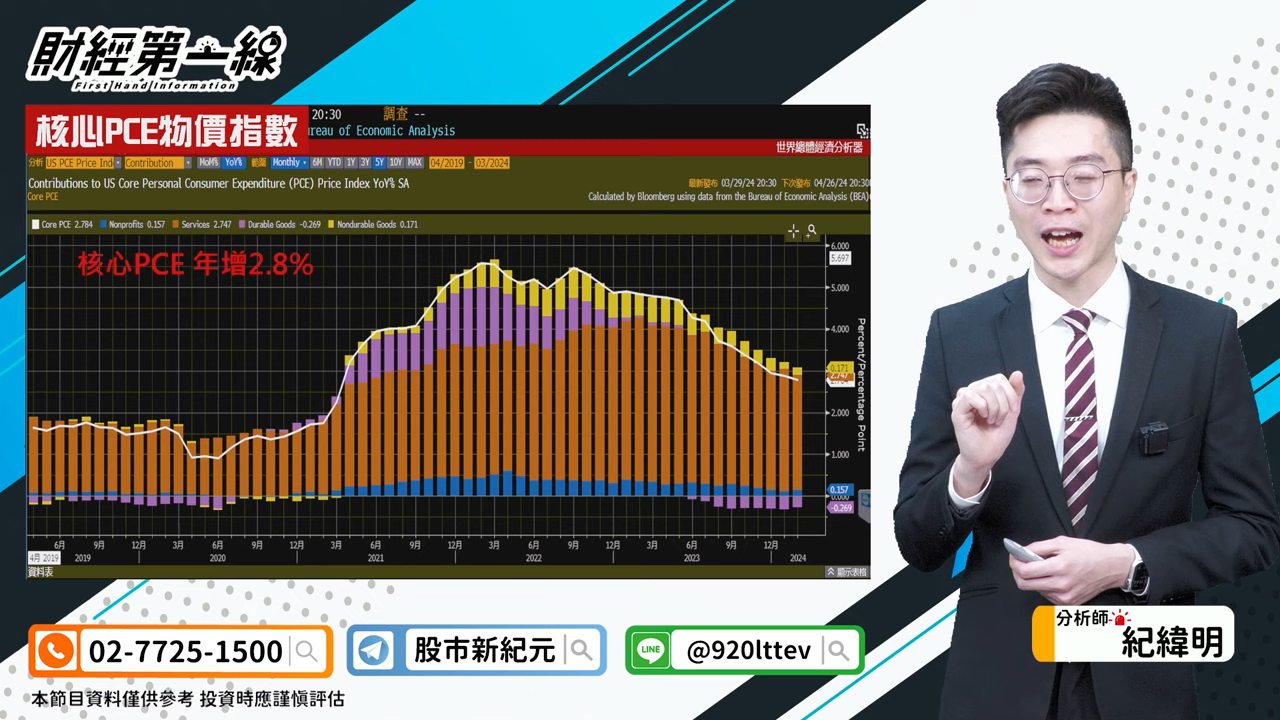 財經第一線
First Hand Information
核心PCE物價指數
20:30 調查 --
reau of Economic Analysis
世界總體經濟分析器
分析 US PCE Price Ind Contribution MoM% YoY% 範圍 Monthly 6M YTD 1Y 3Y 5Y 10Y MAX 04/2019 - 03/2024
Contributions to US Core Personal Consumer Expenditure (PCE) Price Index YoY% SA
最新發布 03/29/24 20:30 下次發布 04/26/24 20:30
Core PCE
Calculated by Bloomberg using data from the Bureau of Economic Analysis (BEA)
Core PCE 2.784 Nonprofits 0.157 Services 2.747 Durable Goods -0.269 Nondurable Goods 0.171
核心PCE 年增2.8%
6.000
5.697
5.000
4.000
0.171
2.747
2.784
2.000
1.000
0.157
0.000
-0.269
Percent/Percentage Point
6月 9月 12月 3月 6月 9月 12月 3月 6月 9月 12月 3月 6月 9月 12月 3月 6月 9月 12月
4月 2019 2019 2020 2021 2022 2023 2024
資料表
顯示表格
02-7725-1500
股市新紀元
LINE
@920lttev
分析師
紀緯明
本節目資料僅供參考 投資時應謹慎評估